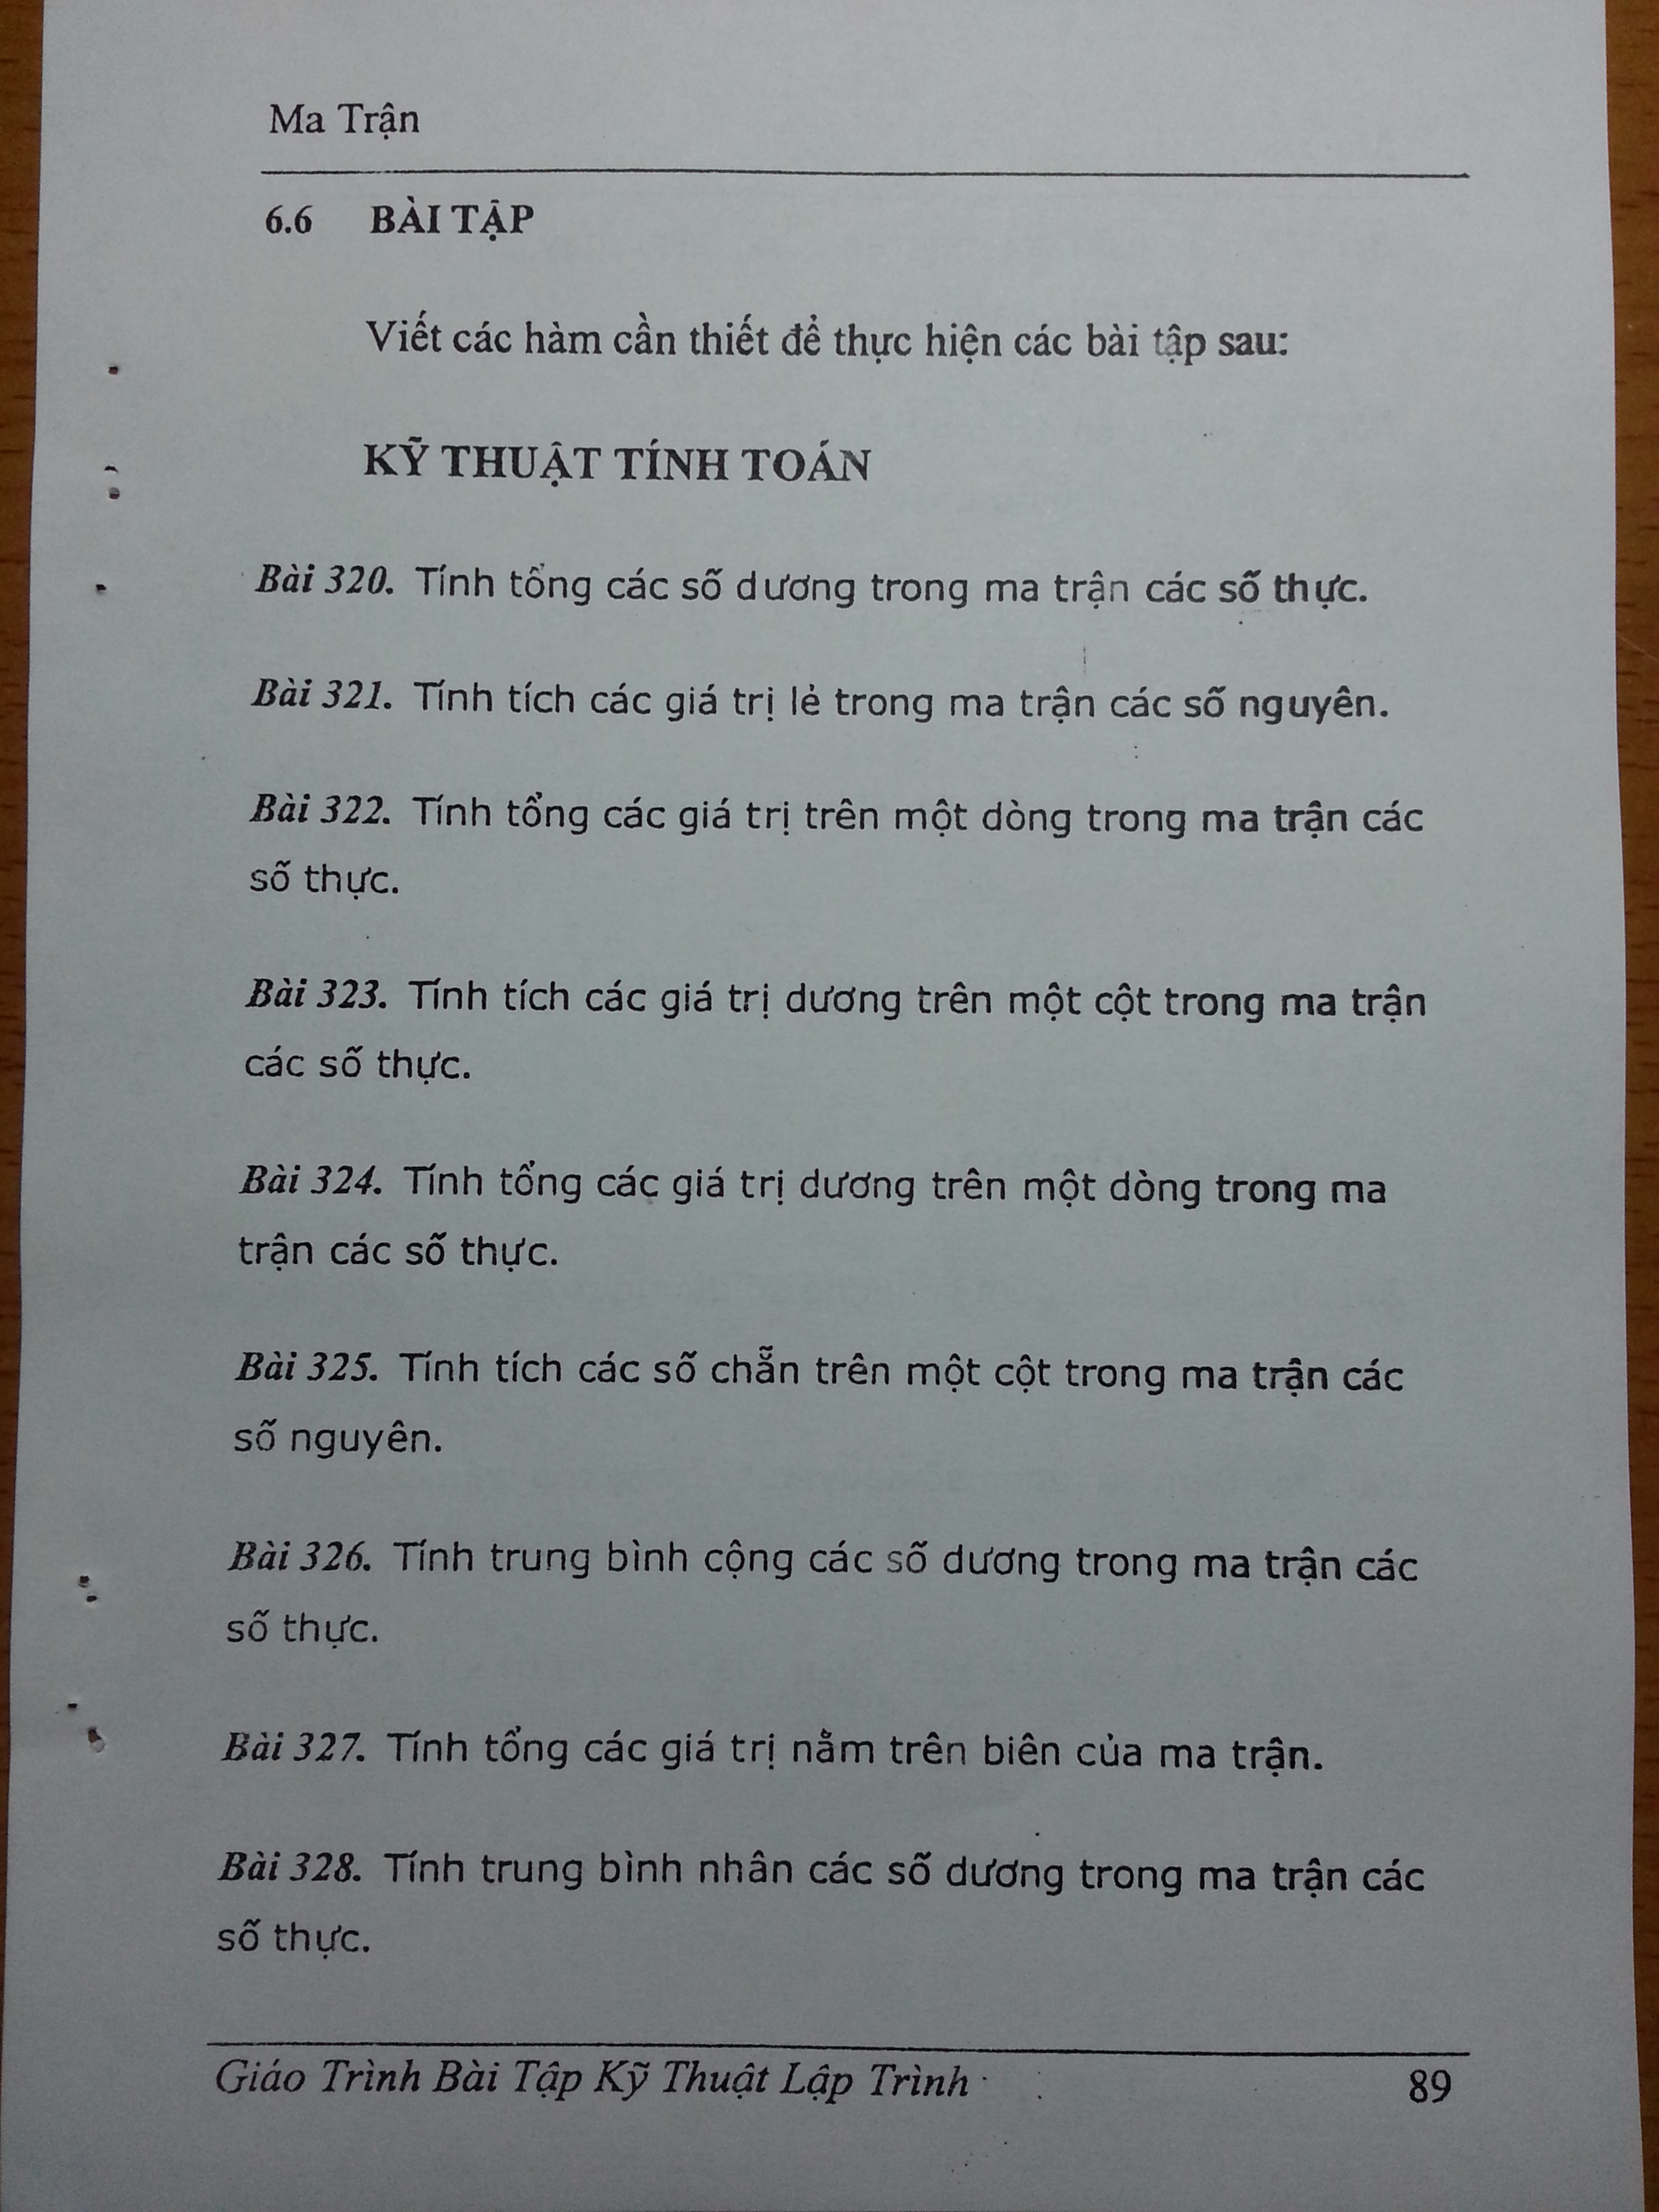 Ma Trận
6.6 BÀI TẬP
Viết các hàm cần thiết để thực hiện các bài tập sau:
KỸ THUẬT TÍNH TOÁN
Bài 320. Tính tổng các số dương trong ma trận các số thực.
Bài 321. Tính tích các giá trị lẻ trong ma trận các số nguyên.
Bài 322. Tính tổng các giá trị trên một dòng trong ma trận các
số thực.
Bài 323. Tính tích các giá trị dương trên một cột trong ma trận
các số thực.
Bài 324. Tính tổng các giá trị dương trên một dòng trong ma
trận các số thực.
Bài 325. Tính tích các số chẵn trên một cột trong ma trận các
số nguyên.
Bài 326. Tính trung bình cộng các số dương trong ma trận các
số thực.
Bài 327. Tính tổng các giá trị nằm trên biên của ma trận.
Bài 328. Tính trung bình nhân các số dương trong ma trận các
số thực.
Giáo Trình Bài Tập Kỹ Thuật Lập Trình 89